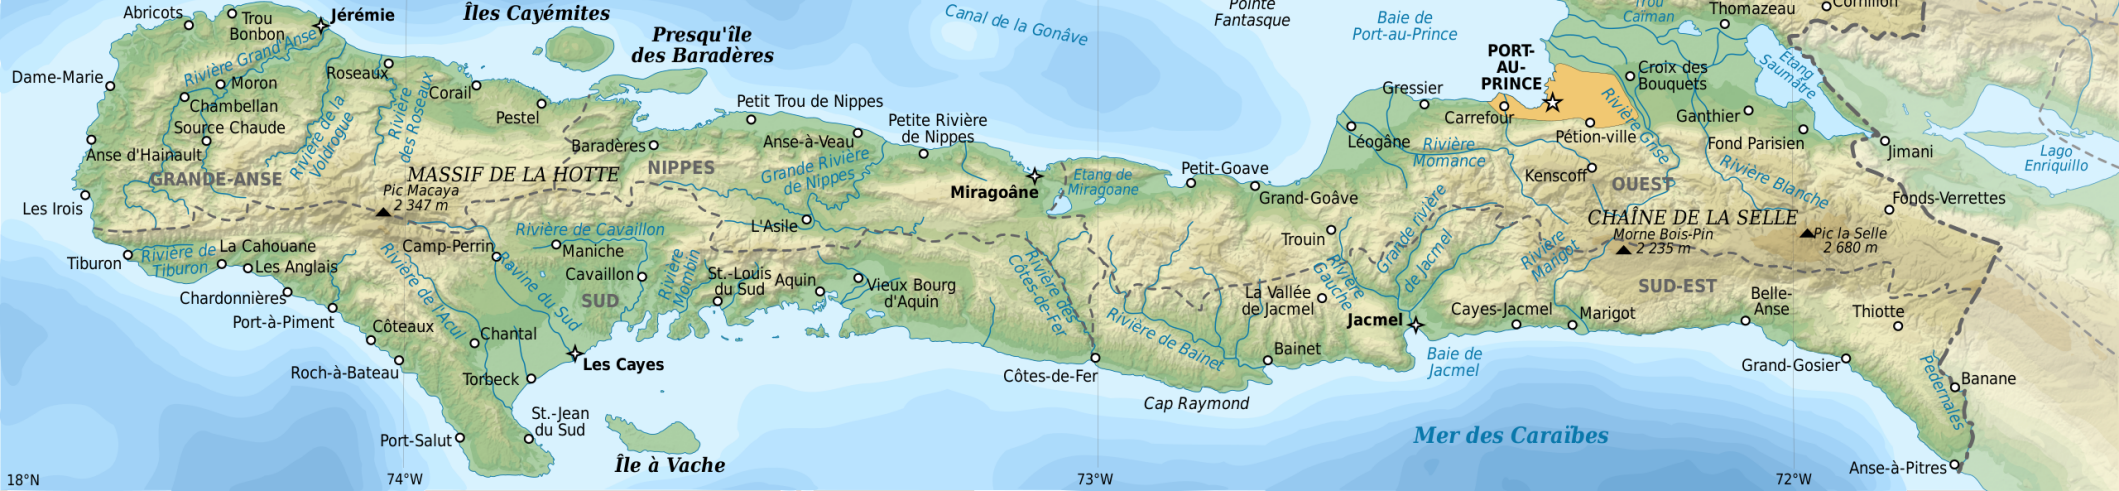 Abricots
Trou
Bonbon
Jérémie
Îles Cayémites
Presqu'île
des Baradères
Canal de la Gonâve
Pointe
Fantasque
Baie de
Port-au-Prince
Trou
Caïman
Thomazeau
Cornillon
Dame-Marie
Rivière Grand'Anse
Moron
Chambellan
Source Chaude
Anse d'Hainault
Roseaux
Rivière
des Roseaux
Rivière de la
Voldrogue
Corail
Pestel
Baradères
Petit Trou de Nippes
Anse-à-Veau
Petite Rivière
de Nippes
Grande Rivière
de Nippes
NIPPES
GRANDE-ANSE
MASSIF DE LA HOTTE
Pic Macaya
2 347 m
Les Irois
Miragoâne
Etang de
Miragoane
Petit-Goave
Grand-Goâve
Gressier
Léogâne
PORT-
AU-
PRINCE
Carrefour
Pétion-ville
Croix des
Bouquets
Rivière Grise
Ganthier
Fond Parisien
Etang
Saumâtre
Jimani
Lago
Enriquillo
Rivière
Momance
Kenscoff
OUEST
Rivière Blanche
Fonds-Verrettes
CHAÎNE DE LA SELLE
Morne Bois-Pin
2 235 m
Pic la Selle
2 680 m
Tiburon
Rivière de
Tiburon
La Cahouane
Les Anglais
Chardonnières
Port-à-Piment
Côteaux
Roch-à-Bateau
Camp-Perrin
Rivière de l'Acul
Ravine du Sud
Rivière de Cavaillon
Maniche
Cavaillon
SUD
Rivière
Mombin
L'Asile
St.-Louis
du Sud
Aquin
Vieux Bourg
d'Aquin
Chantal
Torbeck
Les Cayes
St.-Jean
du Sud
Port-Salut
Île à Vache
Rivière des
Côtes-de-Fer
Côtes-de-Fer
Rivière de Bainet
Bainet
Cap Raymond
Trouin
Rivière
Gauche
La Vallée
de Jacmel
Jacmel
Grande rivière
de Jacmel
Baie de
Jacmel
Cayes-Jacmel
Rivière
Marigot
Marigot
SUD-EST
Belle-
Anse
Thiotte
Grand-Gosier
Pedernales
Banane
Anse-à-Pitres
Mer des Caraïbes
18°N
74°W
73°W
72°W